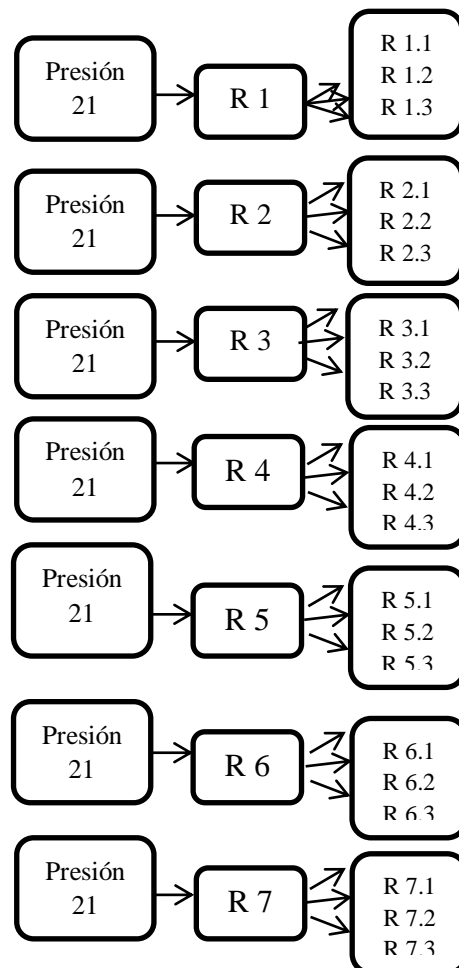 Presión
21
R 1
R 1.1
R 1.2
R 1.3
Presión
21
R 2
R 2.1
R 2.2
R 2.3
Presión
21
R 3
R 3.1
R 3.2
R 3.3
Presión
21
R 4
R 4.1
R 4.2
R 4.3
Presión
21
R 5
R 5.1
R 5.2
R 5.3
Presión
21
R 6
R 6.1
R 6.2
R 6.3
Presión
21
R 7
R 7.1
R 7.2
R 7.3